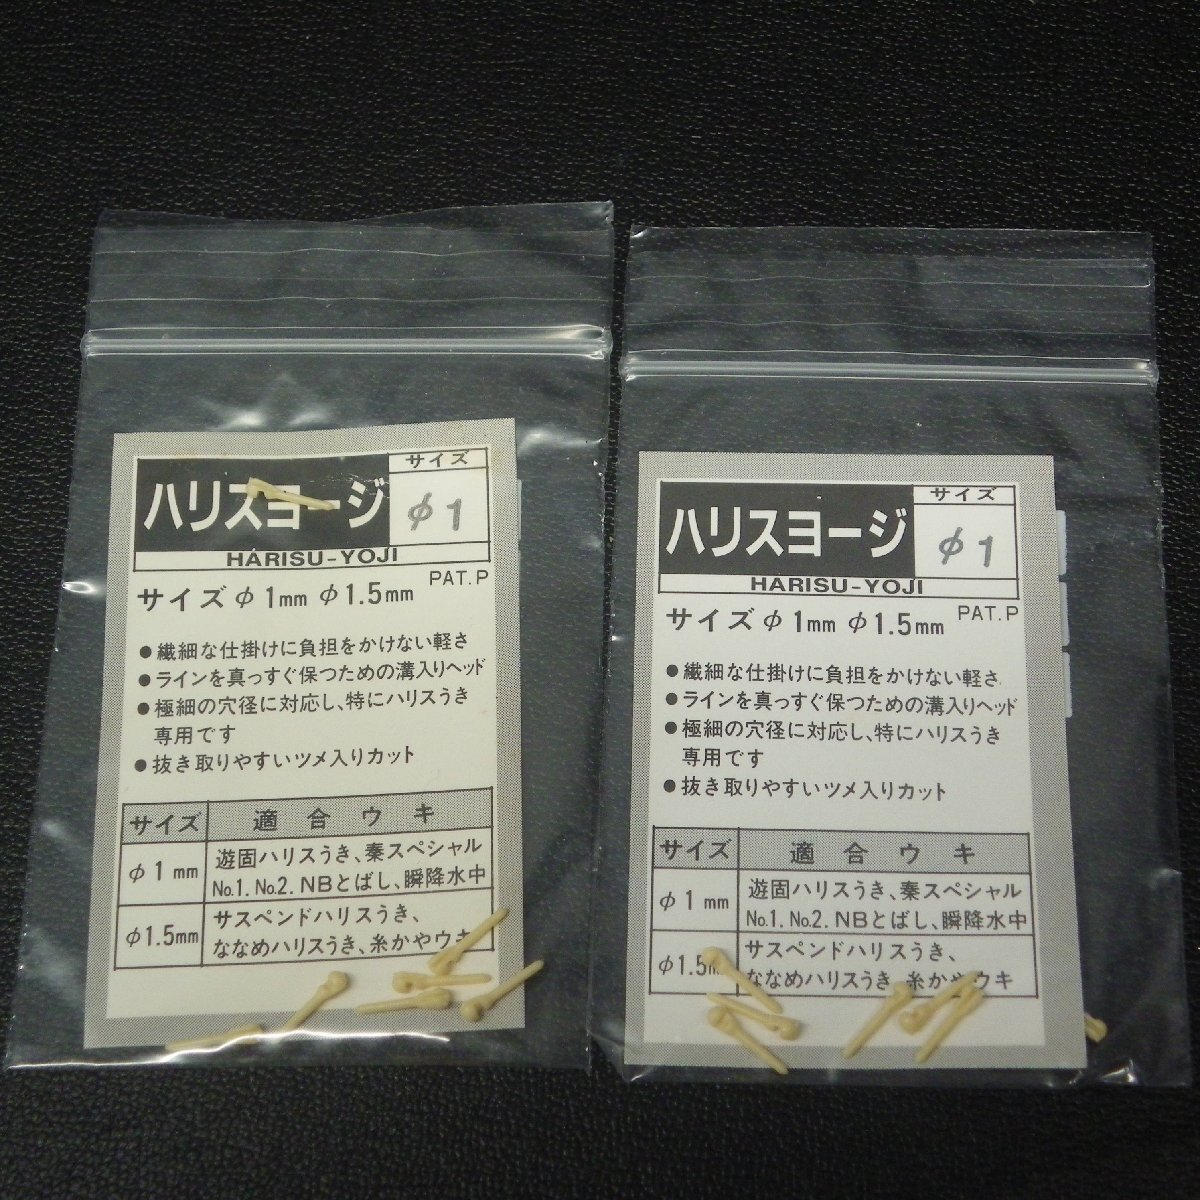 サイズ
ハリスヨージ
φ1
HARISU-YOJI
サイズ φ1mm φ1.5mm PAT.P
●繊細な仕掛けに負担をかけない軽さ
●ラインを真っすぐ保つための溝入りヘッド
●極細の穴径に対応し、特にハリスうき
専用です
●抜き取りやすいツメ入りカット
サイズ 適合ウキ
φ1mm 遊固ハリスうき、秦スペシャル
No.1. No.2. NBとばし、瞬降水中
φ1.5mm サスペンドハリスうき、
ななめハリスうき、糸かやウキ
サイズ
ハリスヨージ
φ1
HARISU-YOJI
サイズ φ1mm φ1.5mm PAT.P
●繊細な仕掛けに負担をかけない軽さ
●ラインを真っすぐ保つための溝入りヘッド
●極細の穴径に対応し、特にハリスうき
専用です
●抜き取りやすいツメ入りカット
サイズ 適合ウキ
φ1mm 遊固ハリスうき、秦スペシャル
No.1. No.2. NBとばし、瞬降水中
φ1.5mm サスペンドハリスうき、
ななめハリスうき、糸かやウキ